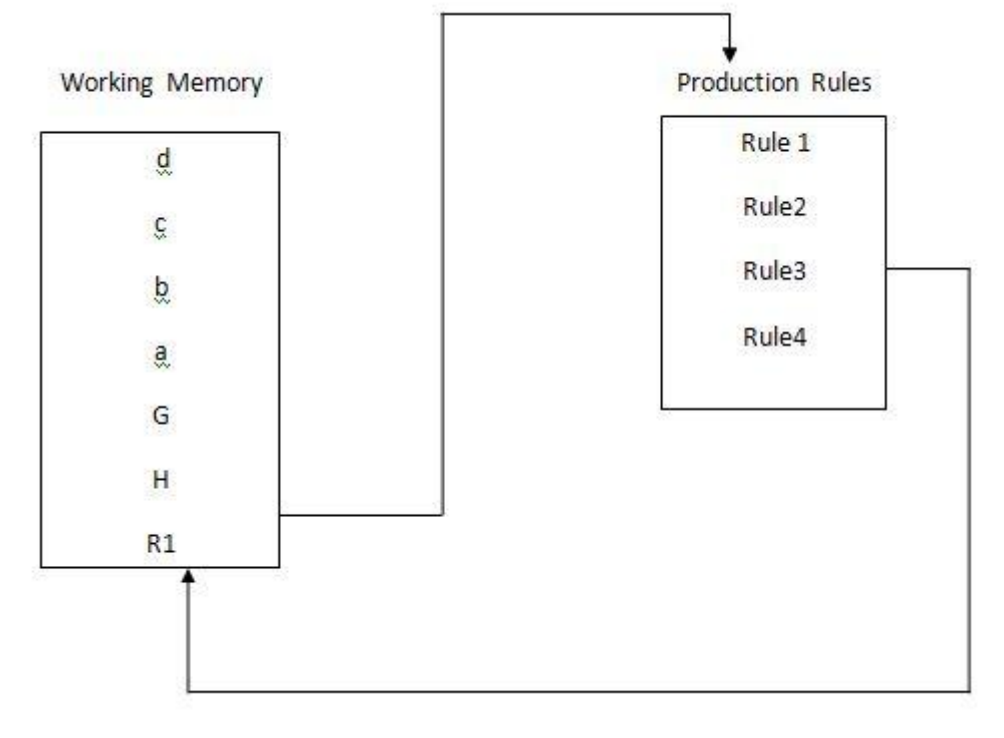 Working Memory
d
c
b
a
G
H
R1
Production Rules
Rule 1
Rule2
Rule3
Rule4